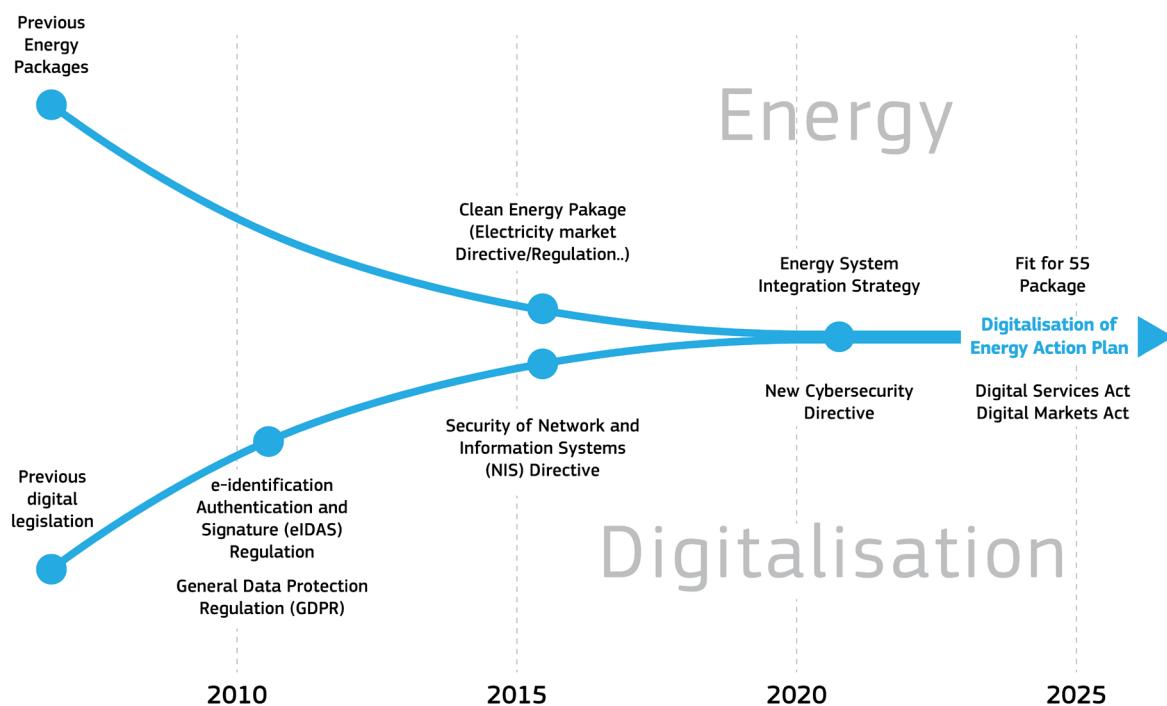 Previous
Energy
Packages
Energy
Clean Energy Pakage
(Electricity market
Directive/Regulation..)
Energy System
Integration Strategy
Fit for 55
Package
Digitalisation of
Energy Action Plan
New Cybersecurity
Directive
Digital Services Act
Digital Markets Act
Security of Network and
Information Systems
(NIS) Directive
Previous
digital
legislation
e-identification
Authentication and
Signature (eIDAS)
Regulation
General Data Protection
Regulation (GDPR)
Digitalisation
2010
2015
2020
2025